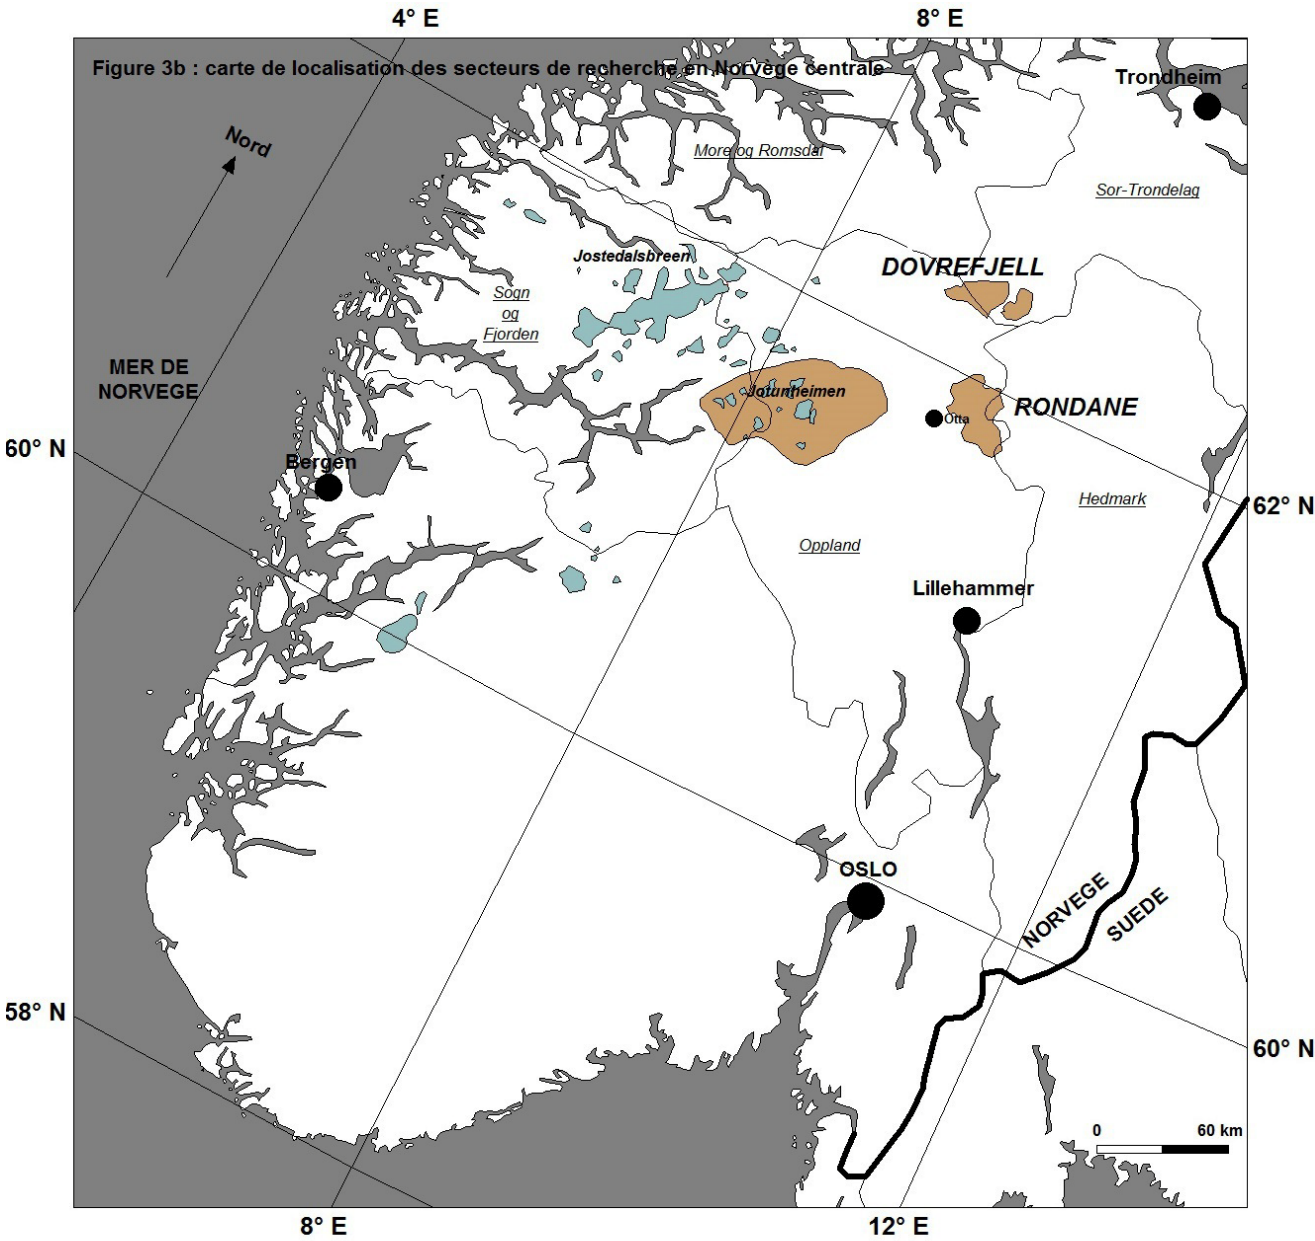 4° E
8° E
Figure 3b : carte de localisation des secteurs de recherche en Norvège centrale
Trondheim
Nord
More og Romsdal
Sor-Trondelag
Jostedalsbreen
DOVREFJELL
Sogn
og
Fjorden
MER DE
NORVEGE
Jotunheimen
RONDANE
Otta
60° N
Bergen
Hedmark
62° N
Oppland
Lillehammer
OSLO
NORVEGE
SUEDE
58° N
60° N
0
60 km
8° E
12° E